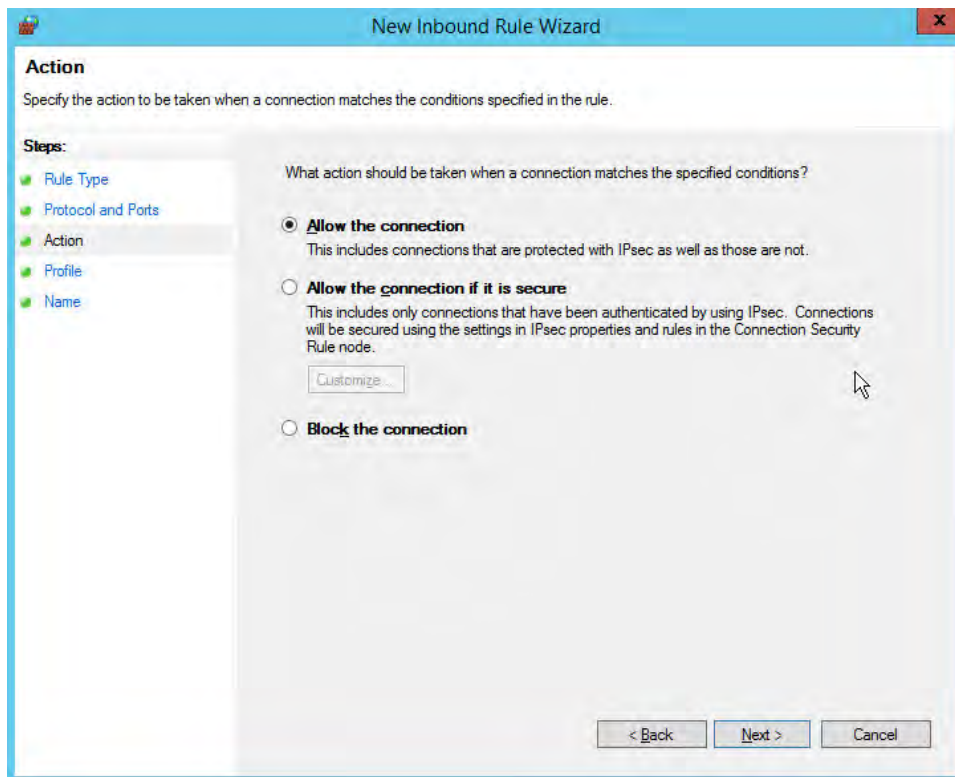 New Inbound Rule Wizard
x
Action
Specify the action to be taken when a connection matches the conditions specified in the rule.
Steps:
Rule Type
Protocol and Ports
Action
Profile
Name
What action should be taken when a connection matches the specified conditions?
Allow the connection
This includes connections that are protected with IPsec as well as those are not.
Allow the connection if it is secure
This includes only connections that have been authenticated by using IPsec. Connections
will be secured using the settings in IPsec properties and rules in the Connection Security
Rule node.
Customize...
Block the connection
< Back
Next >
Cancel